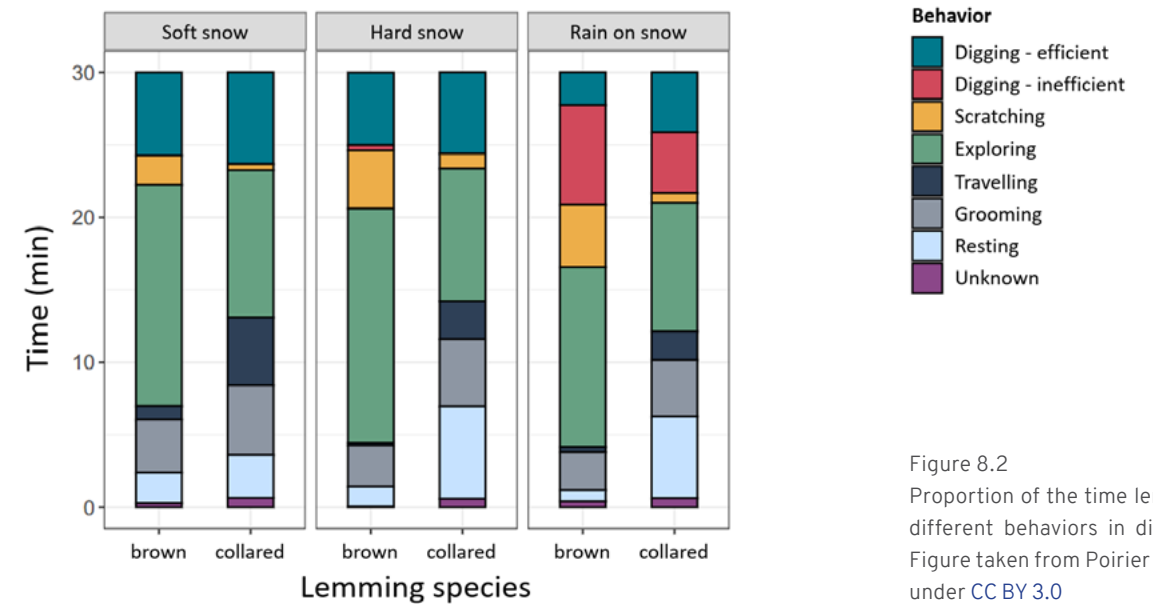 Soft snow
Hard snow
Rain on snow
30
20
10
0
Time (min)
brown
collared
brown
collared
brown
collared
Lemming species
Behavior
Digging - efficient
Digging - inefficient
Scratching
Exploring
Travelling
Grooming
Resting
Unknown
Figure 8.2
Proportion of the time le
different behaviors in di
Figure taken from Poirier
under CC BY 3.0